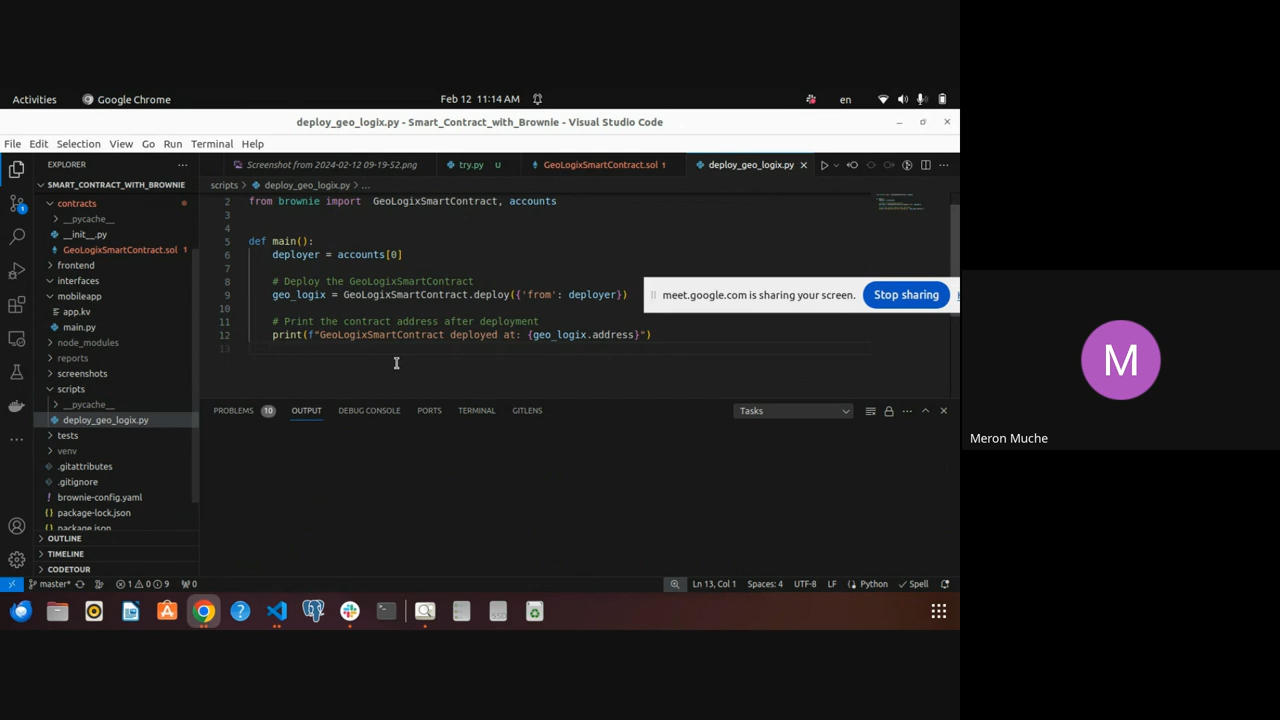 Activities
Google Chrome
Feb 12 11:14 AM
en
deploy_geo_logix.py - Smart_Contract_with_Brownie - Visual Studio Code
File Edit Selection View Go Run Terminal Help
EXPLORER
Screenshot from 2024-02-12 09-19-52.png
try.py U
GeoLogixSmartContract.sol 1
deploy_geo_logix.py
SMART_CONTRACT_WITH_BROWNIE
contracts
__pycache__
__init__.py
GeoLogixSmartContract.sol 1
frontend
interfaces
mobileapp
app.kv
main.py
node_modules
reports
screenshots
scripts
__pycache__
deploy_geo_logix.py
tests
venv
.gitattributes
.gitignore
brownie-config.yaml
package-lock.json
package.json
OUTLINE
TIMELINE
CODETOUR
scripts > deploy_geo_logix.py > ...
2 from brownie import  GeoLogixSmartContract, accounts
3
4
5 def main():
6 deployer = accounts[0]
7
8 # Deploy the GeoLogixSmartContract
9 geo_logix = GeoLogixSmartContract.deploy({'from': deployer})
10
11 # Print the contract address after deployment
12 print(f"GeoLogixSmartContract deployed at: {geo_logix.address}")
13
meet.google.com is sharing your screen.
Stop sharing
PROBLEMS 10 OUTPUT DEBUG CONSOLE PORTS TERMINAL GITLENS
Tasks
master* 1 0 9 0
Ln 13, Col 1 Spaces: 4 UTF-8 LF Python Spell
M
Meron Muche